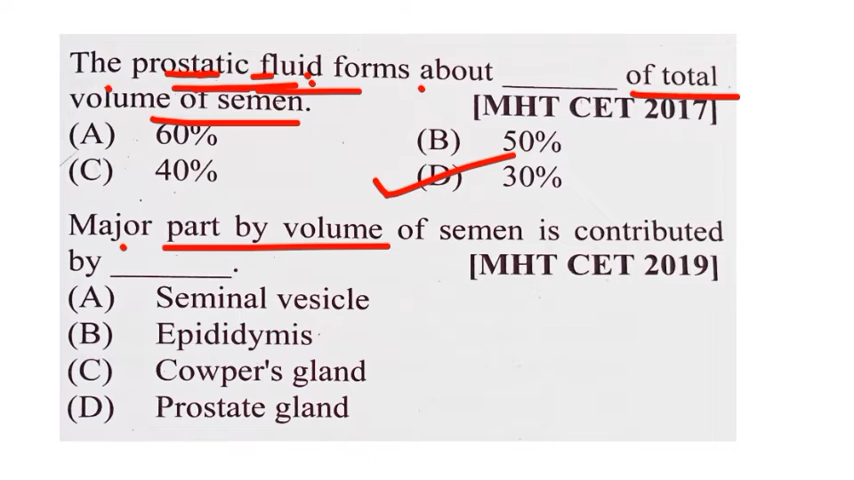 The prostatic fluid forms about ________ of total
volume of semen. [MHT CET 2017]
(A) 60% (B) 50%
(C) 40% (D) 30%
Major part by volume of semen is contributed
by ________. [MHT CET 2019]
(A) Seminal vesicle
(B) Epididymis
(C) Cowper's gland
(D) Prostate gland